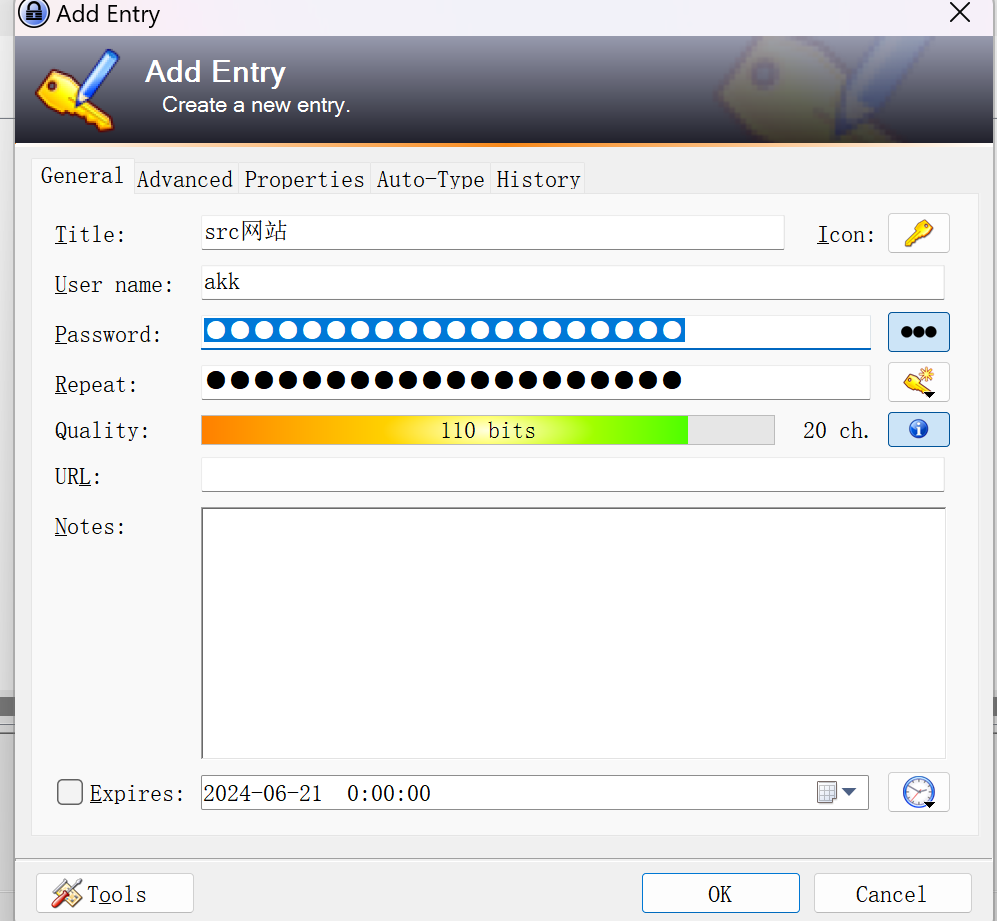 Add Entry
Add Entry
Create a new entry.
General Advanced Properties Auto-Type History
Title: src网站 Icon:
User name: akk
Password: ●●●●●●●●●●●●●●●●●●●●
Repeat: ●●●●●●●●●●●●●●●●●●●●
Quality: 110 bits 20 ch.
URL:
Notes:
Expires: 2024-06-21 0:00:00
Tools OK Cancel